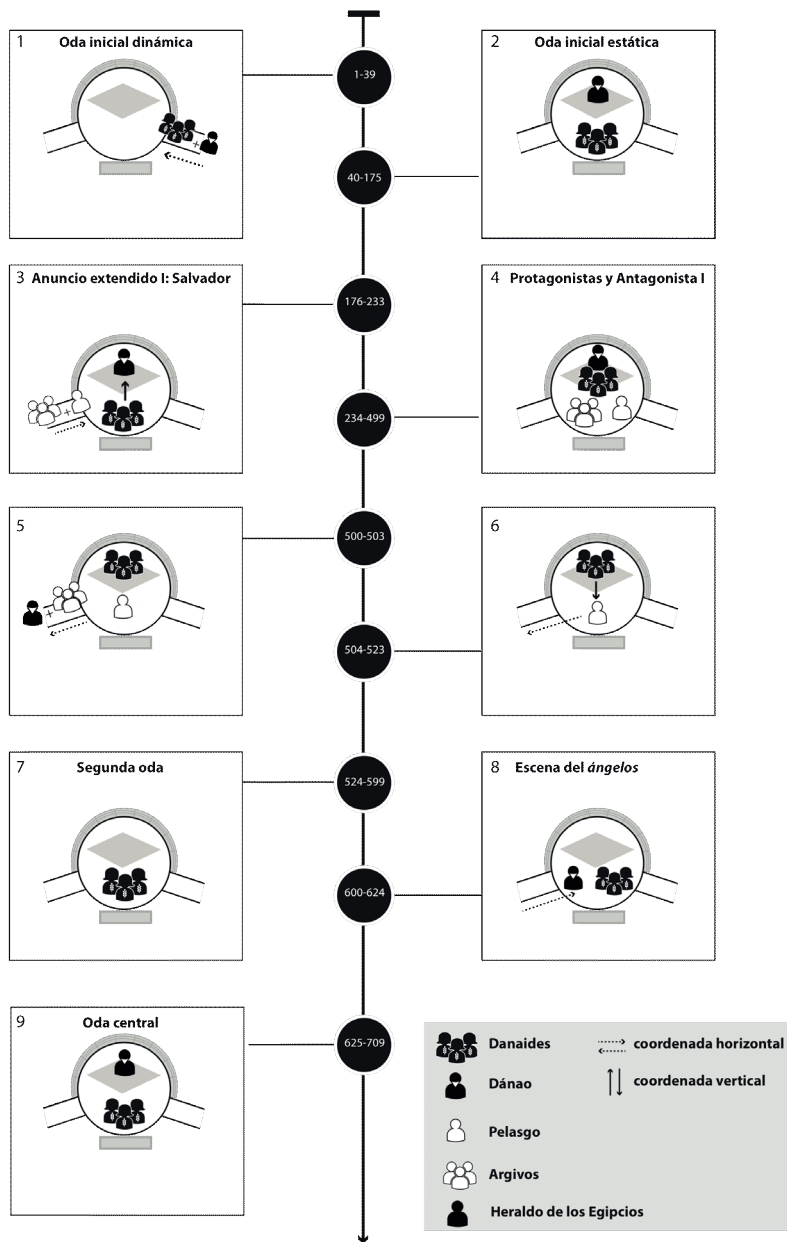 1 Oda inicial dinámica
1-39
2 Oda inicial estática
40-175
3 Anuncio extendido I: Salvador
176-233
4 Protagonistas y Antagonista I
234-499
5
500-503
6
504-523
7 Segunda oda
524-599
8 Escena del ángelos
600-624
9 Oda central
625-709
Danaides
coordenada horizontal
Dánao
coordenada vertical
Pelasgo
Argivos
Heraldo de los Egipcios